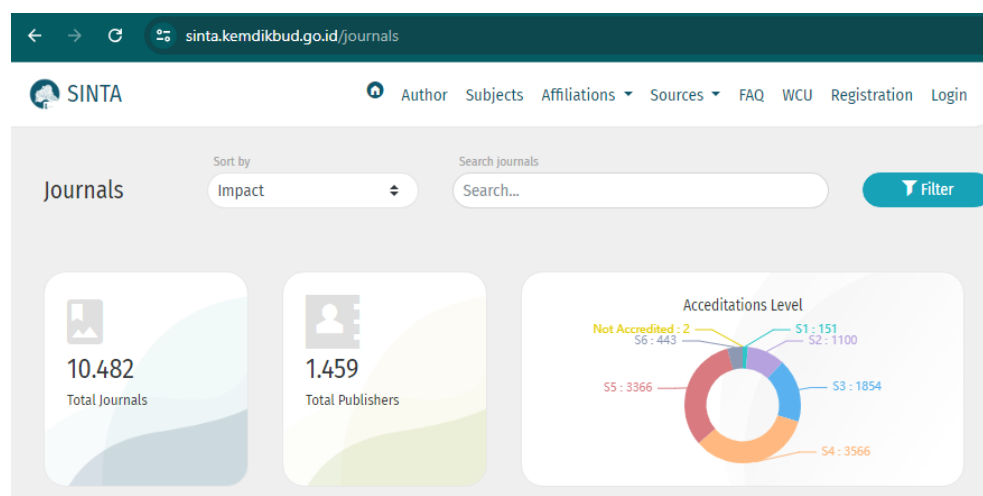 sinta.kemdikbud.go.id/journals
SINTA
Author Subjects Affiliations Sources FAQ WCU Registration Login
Sort by
Search journals
Journals
Impact
Search...
Filter
10.482
Total Journals
1.459
Total Publishers
Acceditations Level
Not Accredited : 2
S1 : 151
S6 : 443
S2 : 1100
S5 : 3366
S3 : 1854
S4 : 3566